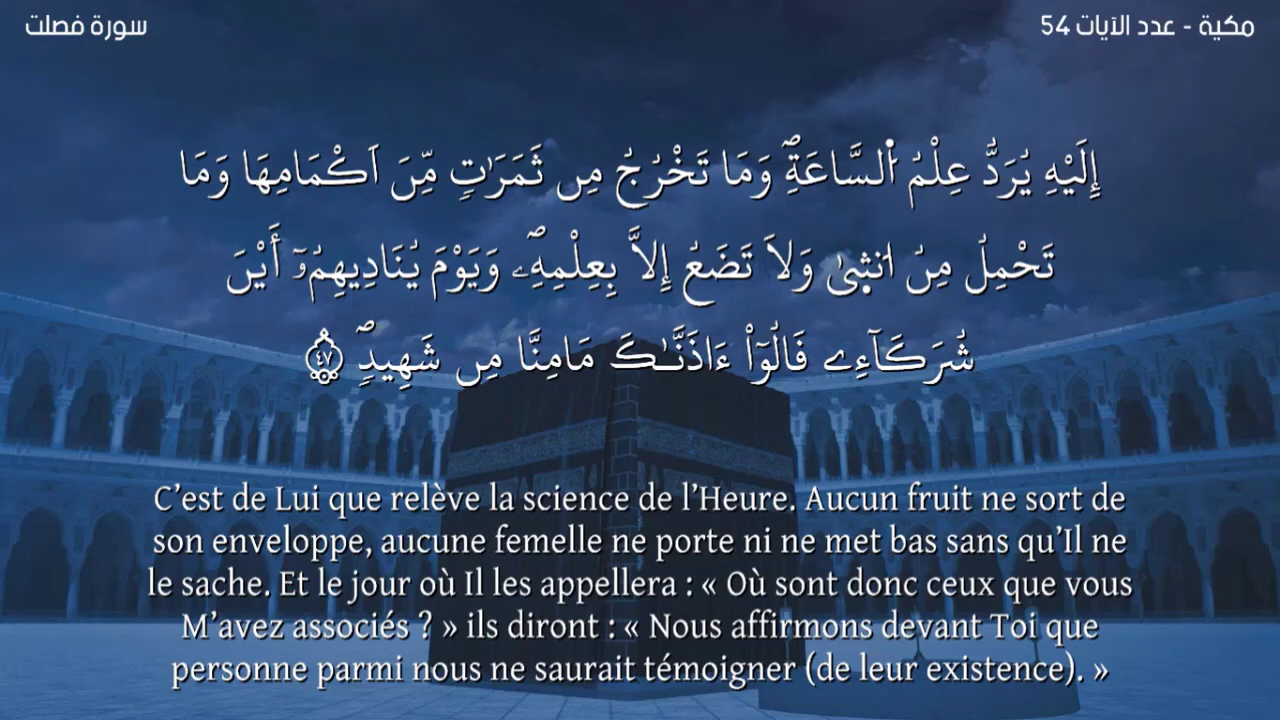 مكية - عدد الآيات 54
سورة فصلت
إِلَيْهِ يُرَدُّ عِلْمُ اُ۬لسَّاعَةِۖ وَمَا تَخْرُجُ مِن ثَمَرَٰتٖ مِّنَ اَكْمَامِهَا وَمَا
تَحْمِلُ مِنُ ا۟نث۪يٰ وَلَا تَضَعُ إِلَّا بِعِلْمِهِۦۖ وَيَوْمَ يُنَادِيهِمُۥٓ أَيْنَ
شُرَكَآءِے قَالُوٓاْ ءَاذَنَّٰكَ مَامِنَّا مِن شَهِيدٖۖ ٤٧
C’est de Lui que relève la science de l’Heure. Aucun fruit ne sort de
son enveloppe, aucune femelle ne porte ni ne met bas sans qu’Il ne
le sache. Et le jour où Il les appellera : « Où sont donc ceux que vous
M’avez associés ? » ils diront : « Nous affirmons devant Toi que
personne parmi nous ne saurait témoigner (de leur existence). »